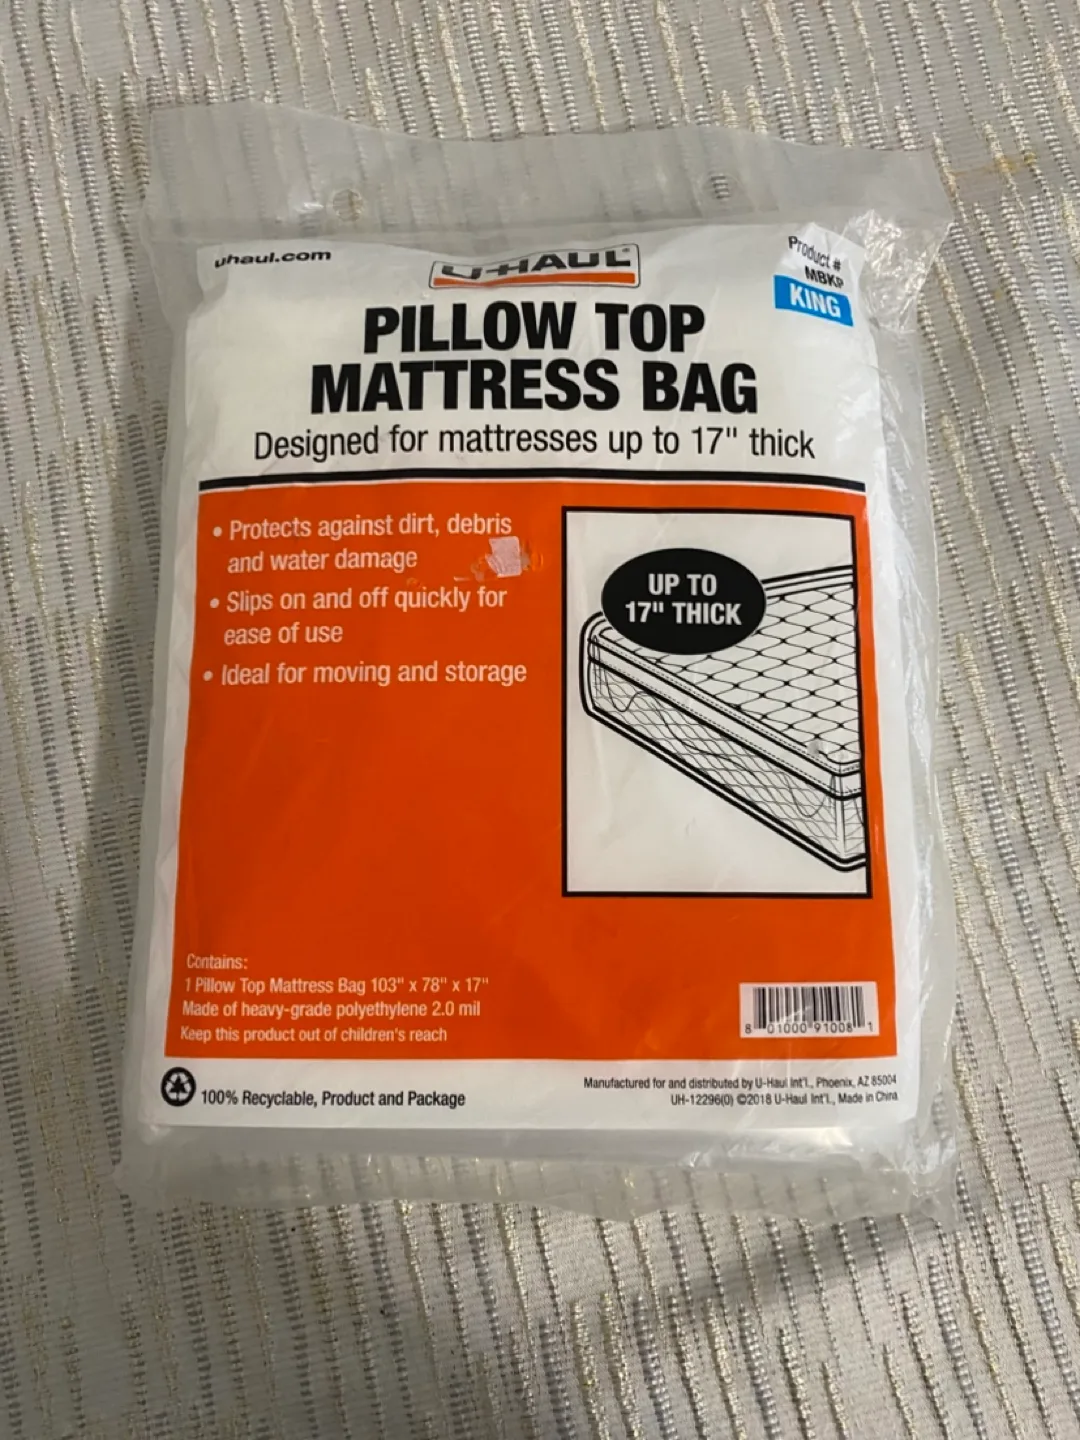 uhaul.com
U-HAUL
Product #
MBKP
KING
PILLOW TOP
MATTRESS BAG
Designed for mattresses up to 17" thick
• Protects against dirt, debris
and water damage
• Slips on and off quickly for
ease of use
• Ideal for moving and storage
UP TO
17" THICK
Contains:
1 Pillow Top Mattress Bag 103" x 78" x 17"
Made of heavy-grade polyethylene 2.0 mil
Keep this product out of children's reach
8 01000 91008 1
100% Recyclable, Product and Package
Manufactured for and distributed by U-Haul Int'l., Phoenix, AZ 85004
UH-12296(0) ©2018 U-Haul Int'l., Made in China